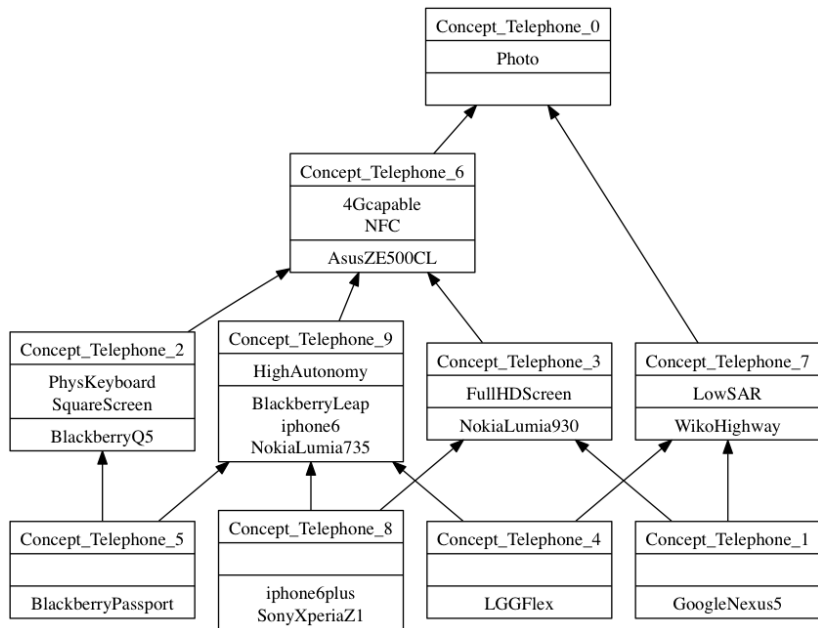 Concept_Telephone_0
Photo
Concept_Telephone_6
4Gcapable
NFC
AsusZE500CL
Concept_Telephone_2
PhysKeyboard
SquareScreen
BlackberryQ5
Concept_Telephone_9
HighAutonomy
BlackberryLeap
iphone6
NokiaLumia735
Concept_Telephone_3
FullHDScreen
NokiaLumia930
Concept_Telephone_7
LowSAR
WikoHighway
Concept_Telephone_5
BlackberryPassport
Concept_Telephone_8
iphone6plus
SonyXperiaZ1
Concept_Telephone_4
LGGFlex
Concept_Telephone_1
GoogleNexus5